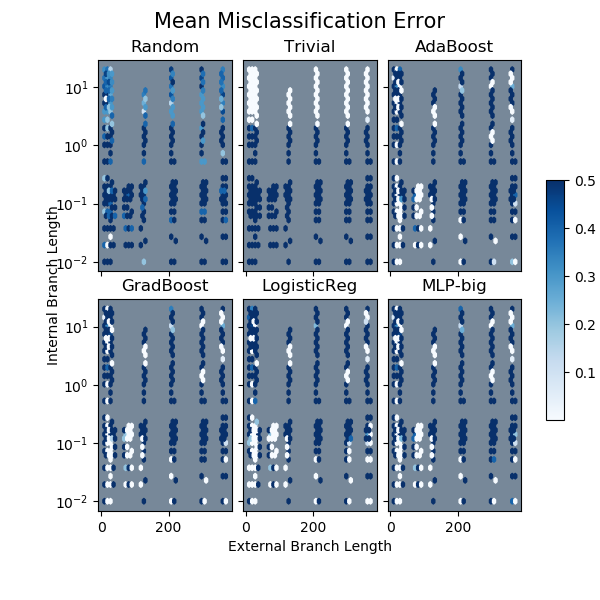 Mean Misclassification Error
Random Trivial AdaBoost
10¹
10⁰
10⁻¹
10⁻²
GradBoost LogisticReg MLP-big
10¹
10⁰
10⁻¹
10⁻²
0 200 0 200 0 200
Internal Branch Length
External Branch Length
0.5
0.4
0.3
0.2
0.1